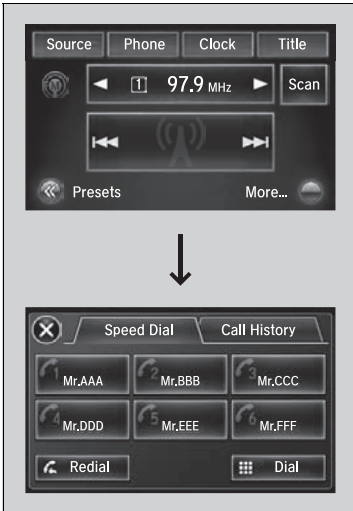 Source Phone Clock Title
1 97.9 MHz Scan
Presets More...
Speed Dial Call History
1 Mr.AAA 2 Mr.BBB 3 Mr.CCC
4 Mr.DDD 5 Mr.EEE 6 Mr.FFF
Redial Dial